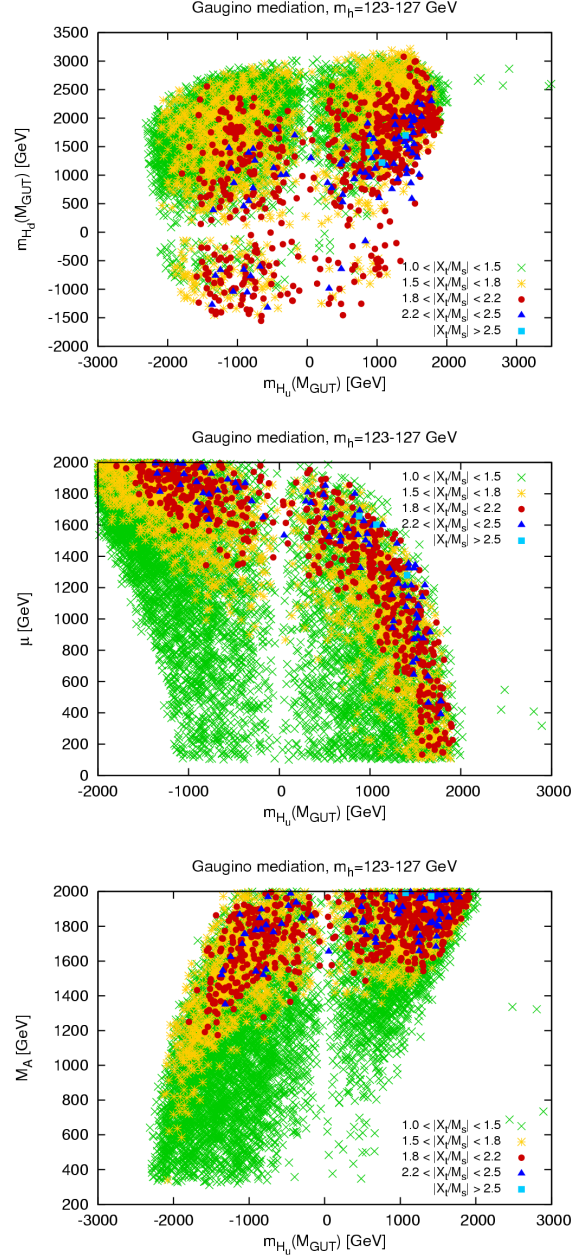 Gaugino mediation, m_h=123-127 GeV
3500
3000
2500
2000
1500
1000
500
0
-500
-1000
-1500
-2000
m_{H_d}(M_GUT) [GeV]
1.0 < |X_t/M_s| < 1.5
1.5 < |X_t/M_s| < 1.8
1.8 < |X_t/M_s| < 2.2
2.2 < |X_t/M_s| < 2.5
|X_t/M_s| > 2.5
-3000 -2000 -1000 0 1000 2000 3000
m_{H_u}(M_GUT) [GeV]
Gaugino mediation, m_h=123-127 GeV
2000
1800
1600
1400
1200
1000
800
600
400
200
0
μ [GeV]
1.0 < |X_t/M_s| < 1.5
1.5 < |X_t/M_s| < 1.8
1.8 < |X_t/M_s| < 2.2
2.2 < |X_t/M_s| < 2.5
|X_t/M_s| > 2.5
-2000 -1000 0 1000 2000 3000
m_{H_u}(M_GUT) [GeV]
Gaugino mediation, m_h=123-127 GeV
2000
1800
1600
1400
1200
1000
800
600
400
200
M_A [GeV]
1.0 < |X_t/M_s| < 1.5
1.5 < |X_t/M_s| < 1.8
1.8 < |X_t/M_s| < 2.2
2.2 < |X_t/M_s| < 2.5
|X_t/M_s| > 2.5
-3000 -2000 -1000 0 1000 2000 3000
m_{H_u}(M_GUT) [GeV]